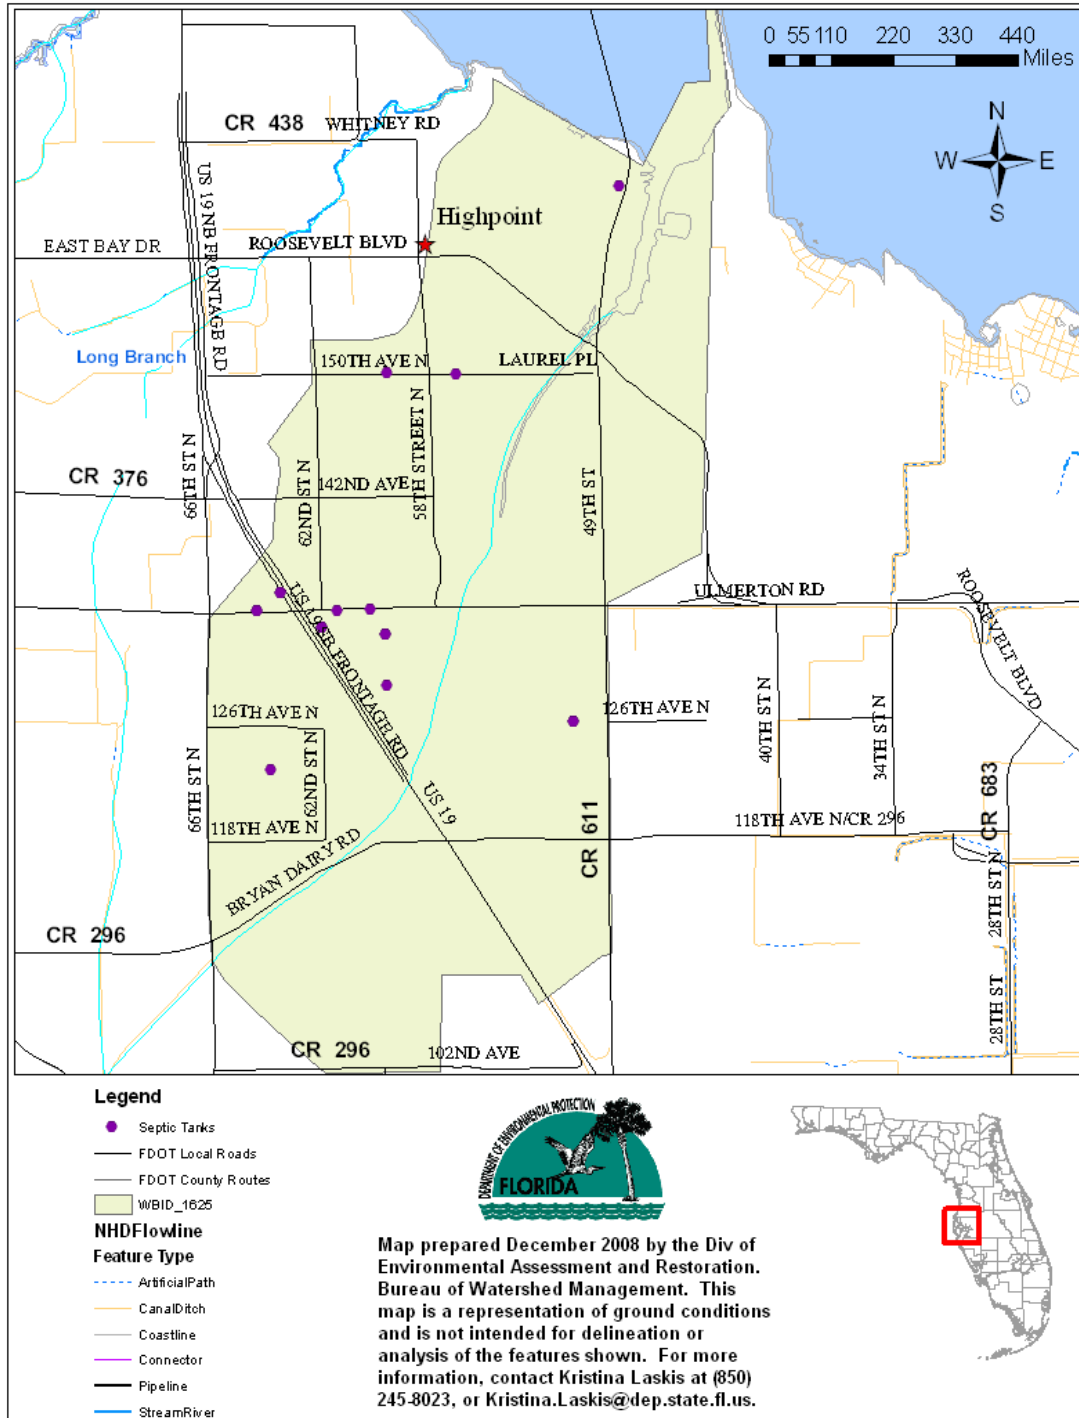 0 55 110 220 330 440
Miles
N
W E
S
CR 438
WHITNEY RD
US 19 NB FRONTAGE RD
Highpoint
EAST BAY DR
ROOSEVELT BLVD
Long Branch
150TH AVE N
LAUREL PL
58TH STREET N
66TH ST N
CR 376
62ND ST N
142ND AVE
49TH ST
ULMERTON RD
ROOSEVELT BLVD
US 19 NB FRONTAGE RD
126TH AVE N
126TH AVE N
66TH ST N
62ND ST N
40TH ST N
34TH ST N
US 19
CR 683
118TH AVE N
118TH AVE N/CR 296
CR 611
BRYAN DAIRY RD
28TH ST N
CR 296
28TH ST
CR 296
102ND AVE
Legend
Septic Tanks
FDOT Local Roads
FDOT County Routes
WBID_1625
NHDFlowline
Feature Type
ArtificialPath
CanalDitch
Coastline
Connector
Pipeline
StreamRiver
DEPARTMENT OF ENVIRONMENTAL PROTECTION
FLORIDA
Map prepared December 2008 by the Div of
Environmental Assessment and Restoration.
Bureau of Watershed Management. This
map is a representation of ground conditions
and is not intended for delineation or
analysis of the features shown. For more
information, contact Kristina Laskis at (850)
245-8023, or Kristina.Laskis@dep.state.fl.us.